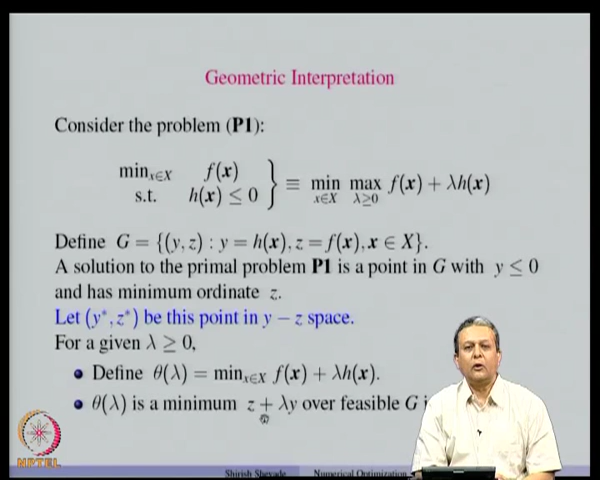 Geometric Interpretation
Consider the problem (P1):
min_{x∈X} f(x)
s.t. h(x) ≤ 0 } ≡ min_{x∈X} max_{λ≥0} f(x) + λh(x)
Define G = {(y, z) : y = h(x), z = f(x), x ∈ X}.
A solution to the primal problem P1 is a point in G with y ≤ 0
and has minimum ordinate z.
Let (y*, z*) be this point in y − z space.
For a given λ ≥ 0,
• Define θ(λ) = min_{x∈X} f(x) + λh(x).
• θ(λ) is a minimum z + λy over feasible G
NPTEL
Shirish Shevade Numerical Optimization